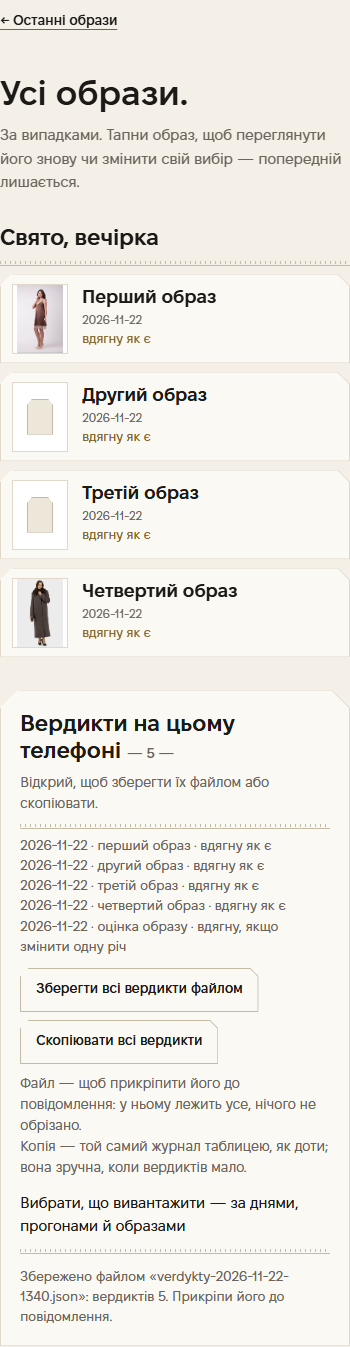 ← Останні образи
Усі образи.
За випадками. Тапни образ, щоб переглянути
його знову чи змінити свій вибір — попередній
лишається.
Свято, вечірка
Перший образ
2026-11-22
вдягну як є
Другий образ
2026-11-22
вдягну як є
Третій образ
2026-11-22
вдягну як є
Четвертий образ
2026-11-22
вдягну як є
Вердикти на цьому
телефоні — 5 —
Відкрий, щоб зберегти їх файлом або
скопіювати.
2026-11-22 · перший образ · вдягну як є
2026-11-22 · другий образ · вдягну як є
2026-11-22 · третій образ · вдягну як є
2026-11-22 · четвертий образ · вдягну як є
2026-11-22 · оцінка образу · вдягну, якщо
змінити одну річ
Зберегти всі вердикти файлом
Скопіювати всі вердикти
Файл — щоб прикріпити його до
повідомлення: у ньому лежить усе, нічого не
обрізано.
Копія — той самий журнал таблицею, як доти;
вона зручна, коли вердиктів мало.
Вибрати, що вивантажити — за днями,
прогонами й образами
Збережено файлом «verdykty-2026-11-22-
1340.json»: вердиктів 5. Прикріпи його до
повідомлення.